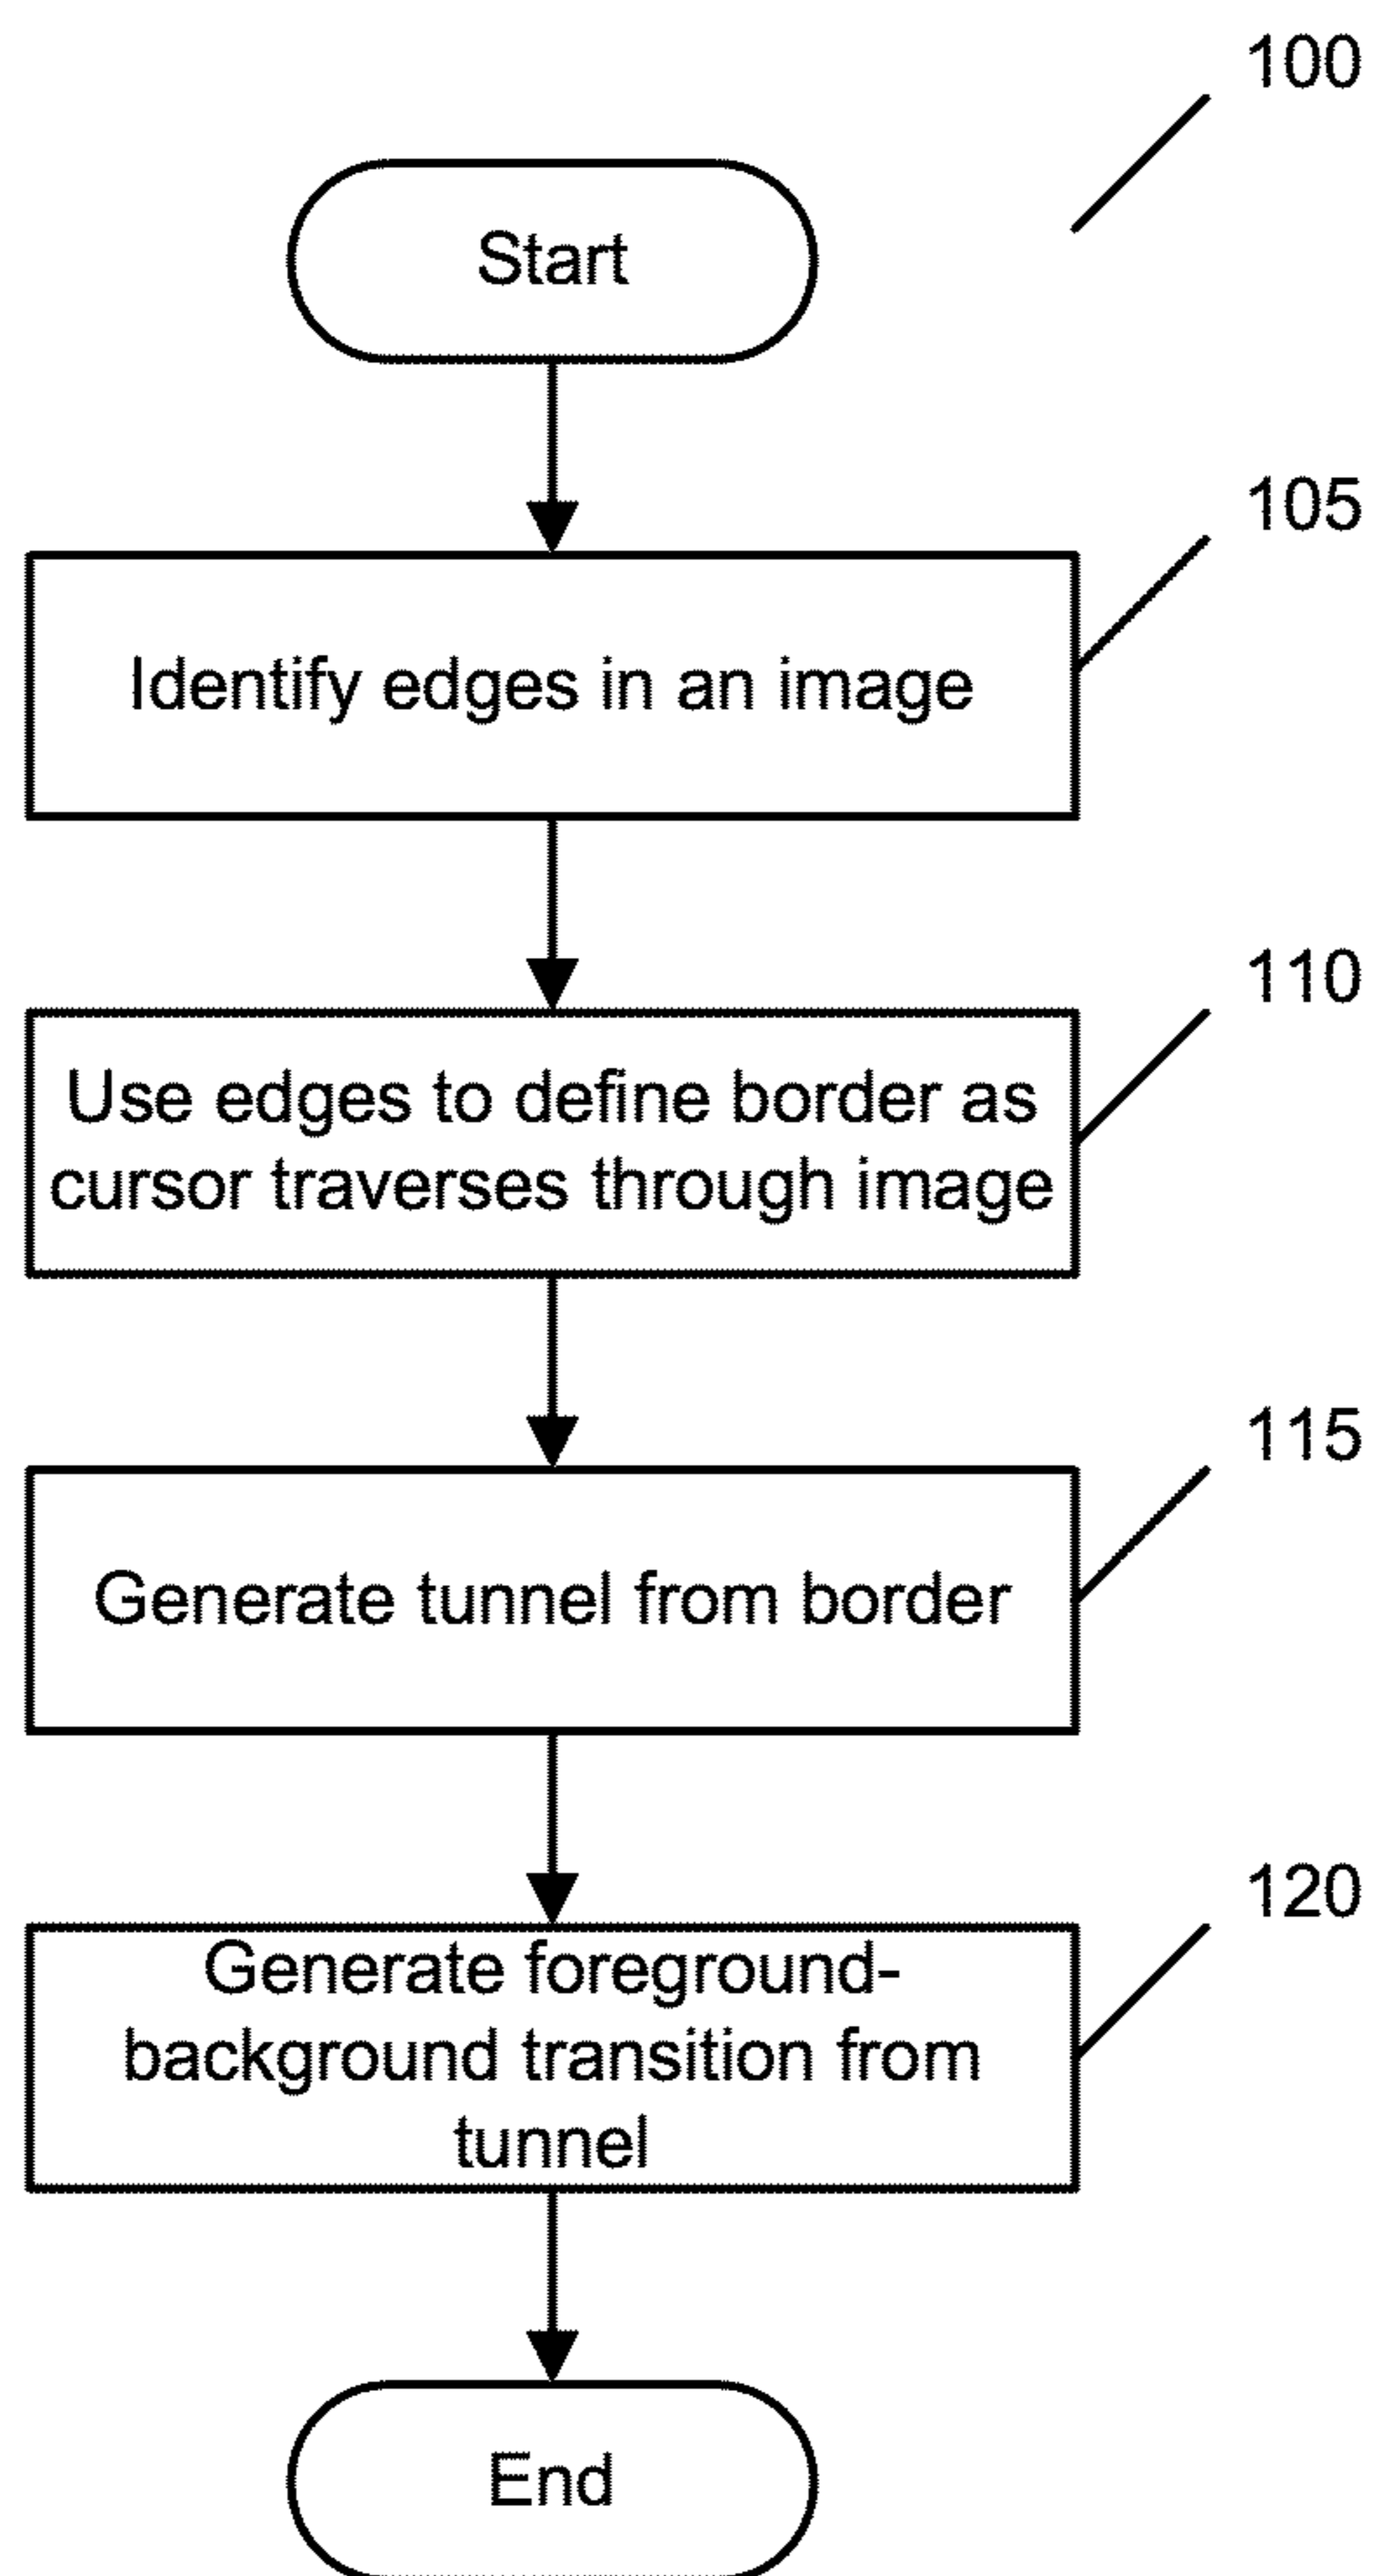 100
Start
105
Identify edges in an image
110
Use edges to define border as
cursor traverses through image
115
Generate tunnel from border
120
Generate foreground-
background transition from
tunnel
End